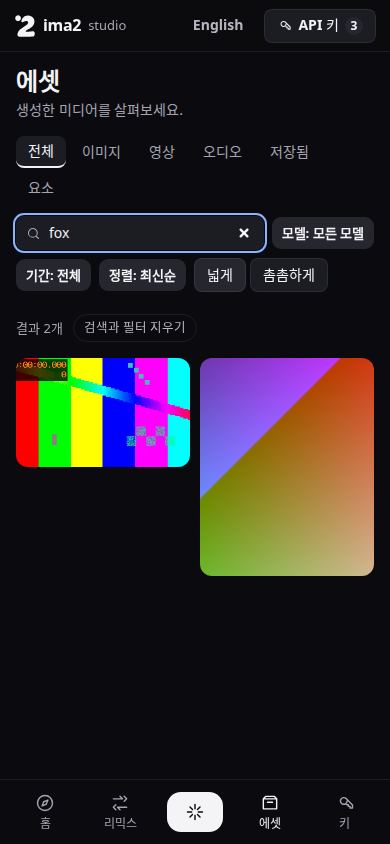 ima2 studio English API 키 3
에셋
생성한 미디어를 살펴보세요.
전체 이미지 영상 오디오 저장됨
요소
fox 모델: 모든 모델
기간: 전체 정렬: 최신순 넓게 촘촘하게
결과 2개 검색과 필터 지우기
:00:00.000
0
홈 리믹스 에셋 키